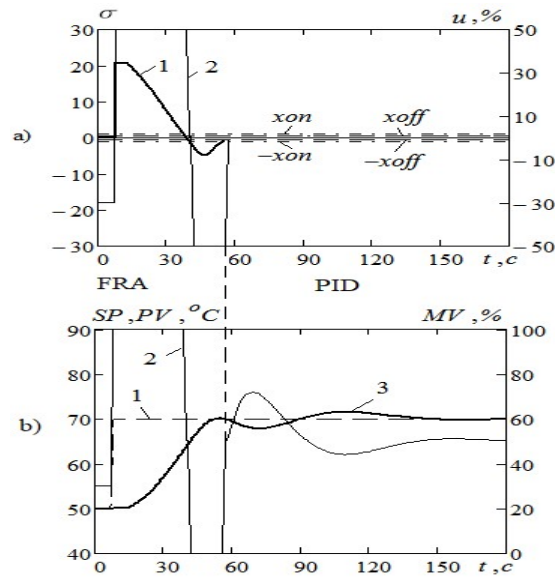 σ u,%
30 50
20 30
1 2
10 10
a) xon xoff
0
−xon −xoff
−10 −10
−20 −30
−30 −50
0 30 60 90 120 t,c
FRA PID
SP,PV,°C MV,%
90 100
2
80 80
1 3
b) 70 60
60 40
50 20
40 0
0 30 60 90 120 150 t,c